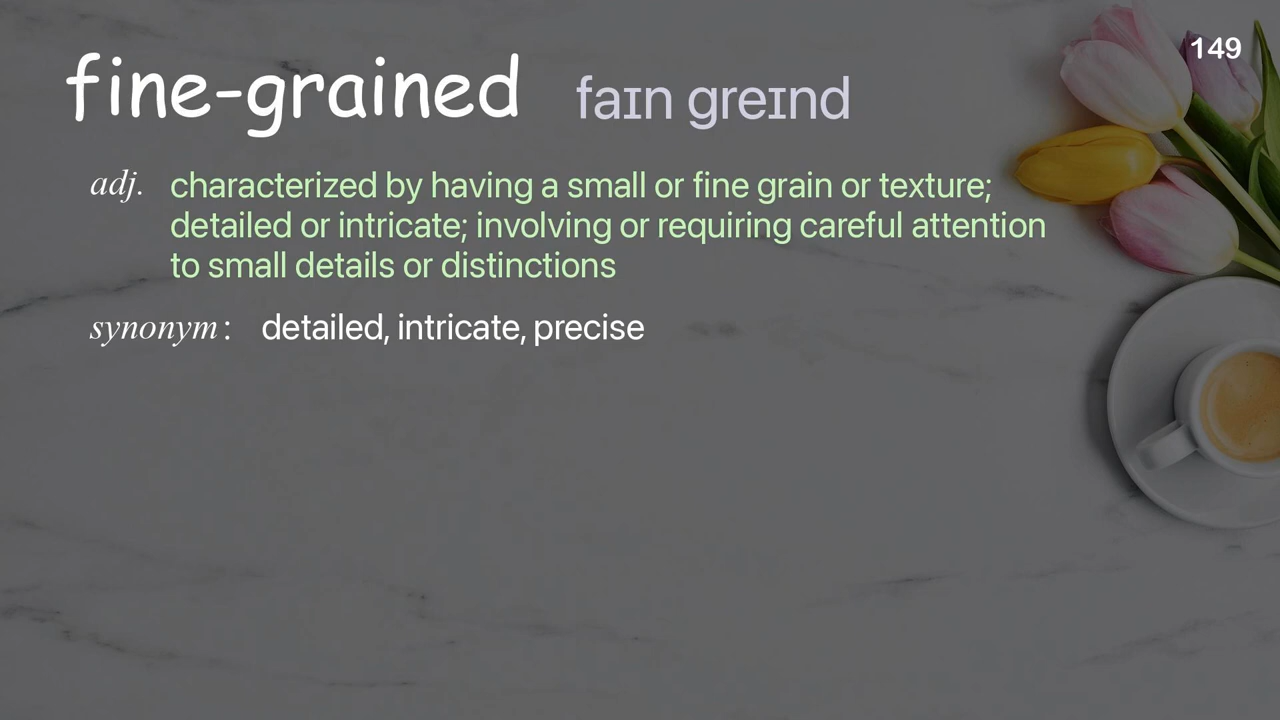 149
fine-grained faɪn greɪnd
adj. characterized by having a small or fine grain or texture;
detailed or intricate; involving or requiring careful attention
to small details or distinctions
synonym: detailed, intricate, precise